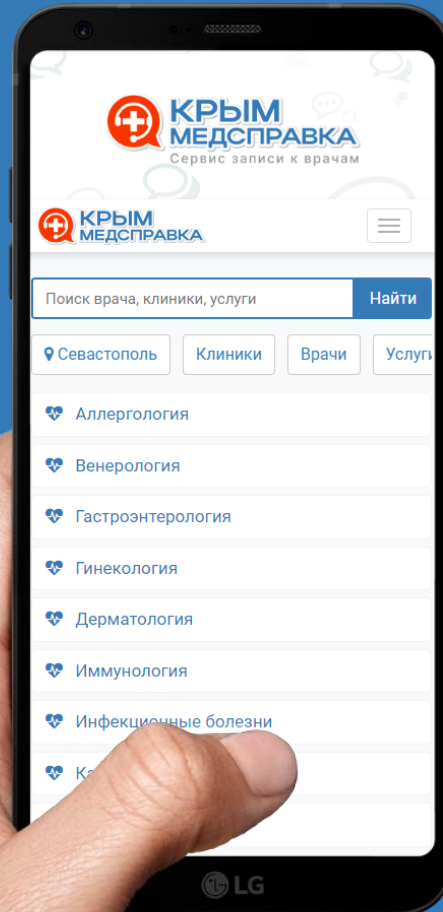 КРЫМ
МЕДСПРАВКА
Сервис записи к врачам
КРЫМ
МЕДСПРАВКА
Поиск врача, клиники, услуги Найти
Севастополь Клиники Врачи
Аллергология
Венерология
Гастроэнтерология
Гинекология
Дерматология
Иммунология
Инфекционные болезни
LG